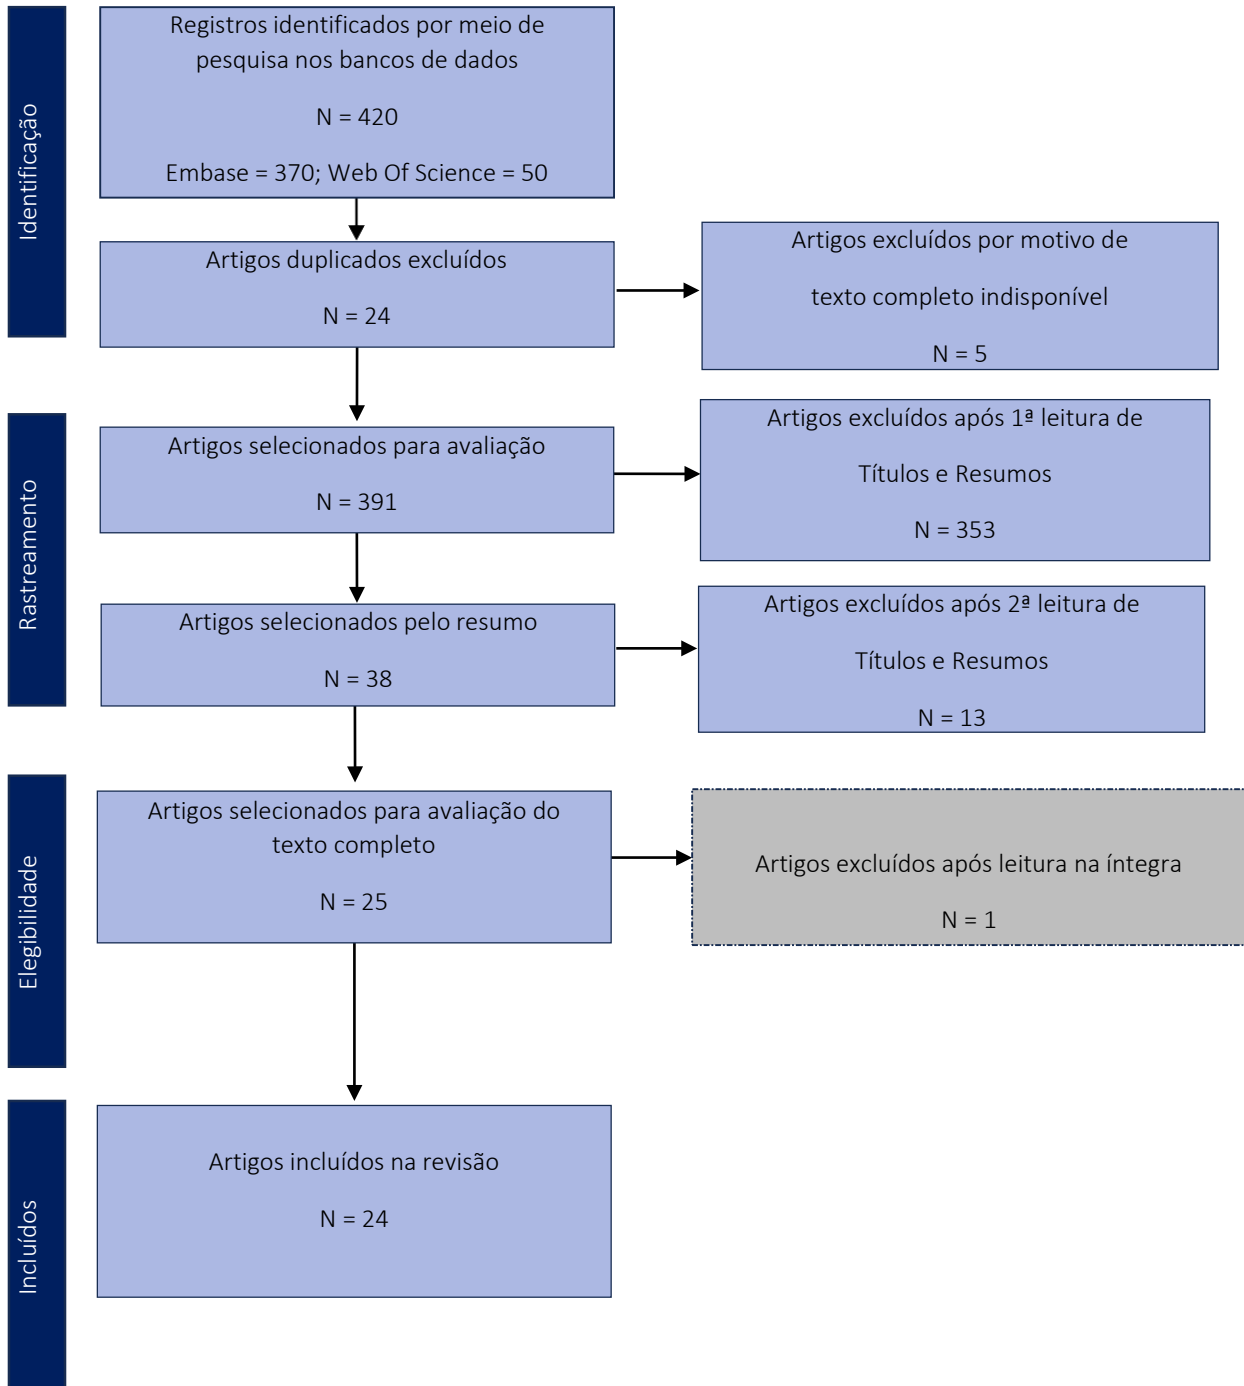 Identificação
Registros identificados por meio de
pesquisa nos bancos de dados
N = 420
Embase = 370; Web Of Science = 50
Artigos duplicados excluídos
N = 24
Artigos excluídos por motivo de
texto completo indisponível
N = 5
Rastreamento
Artigos selecionados para avaliação
N = 391
Artigos excluídos após 1ª leitura de
Títulos e Resumos
N = 353
Artigos selecionados pelo resumo
N = 38
Artigos excluídos após 2ª leitura de
Títulos e Resumos
N = 13
Elegibilidade
Artigos selecionados para avaliação do
texto completo
N = 25
Artigos excluídos após leitura na íntegra
N = 1
Incluídos
Artigos incluídos na revisão
N = 24